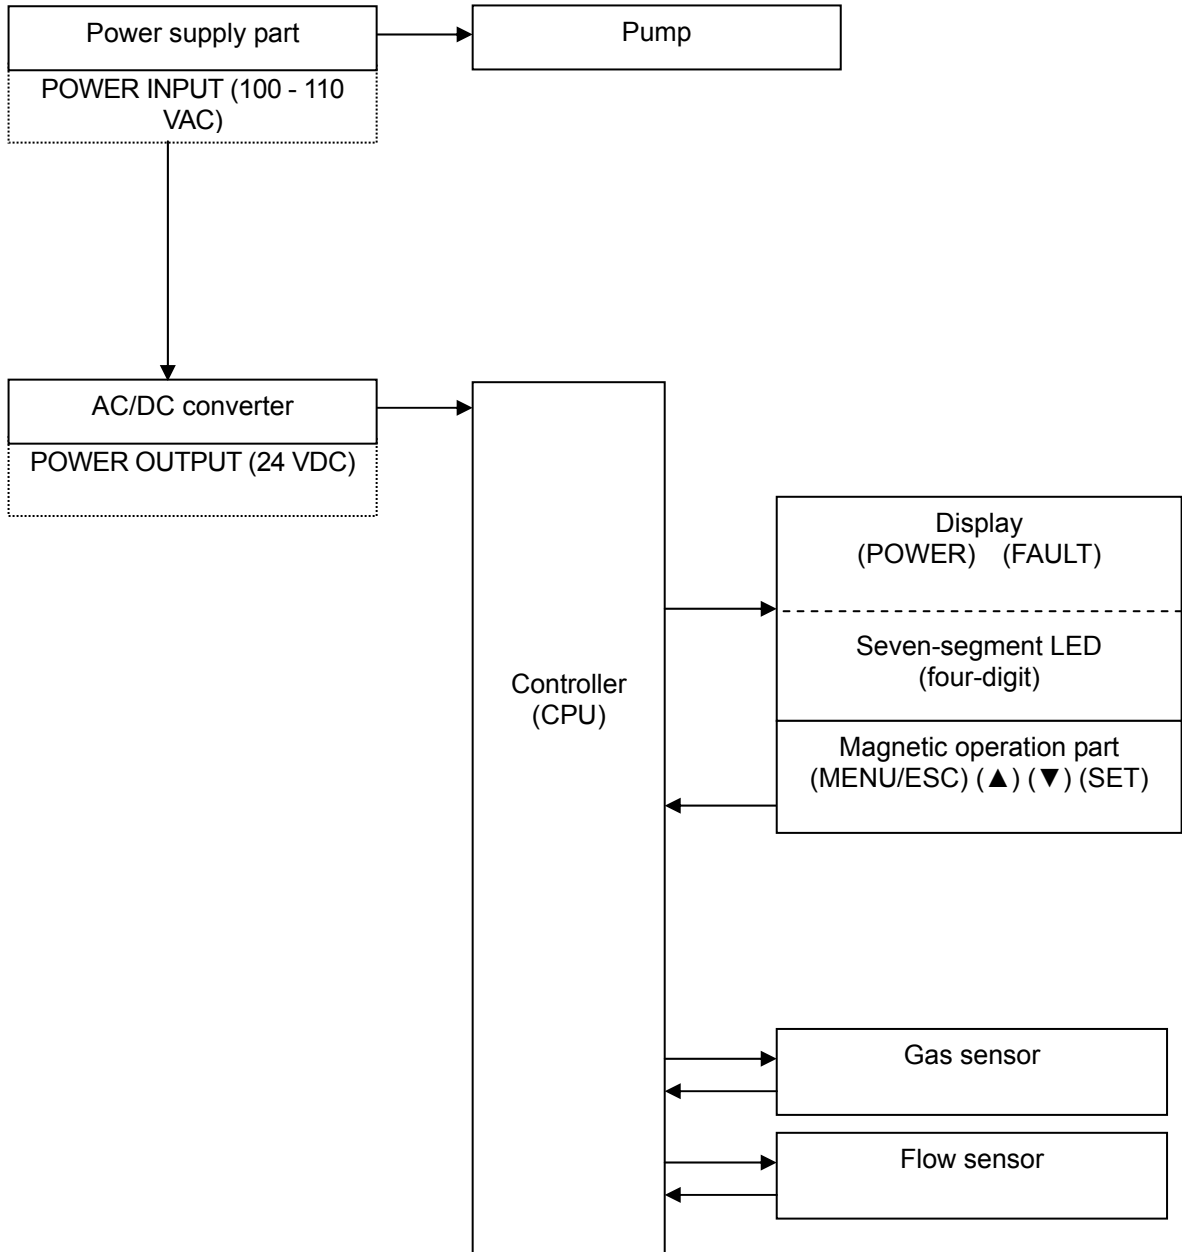 Power supply part
Pump
POWER INPUT (100 - 110
VAC)
AC/DC converter
POWER OUTPUT (24 VDC)
Display
(POWER) (FAULT)
Seven-segment LED
(four-digit)
Controller
(CPU)
Magnetic operation part
(MENU/ESC) (▲) (▼) (SET)
Gas sensor
Flow sensor